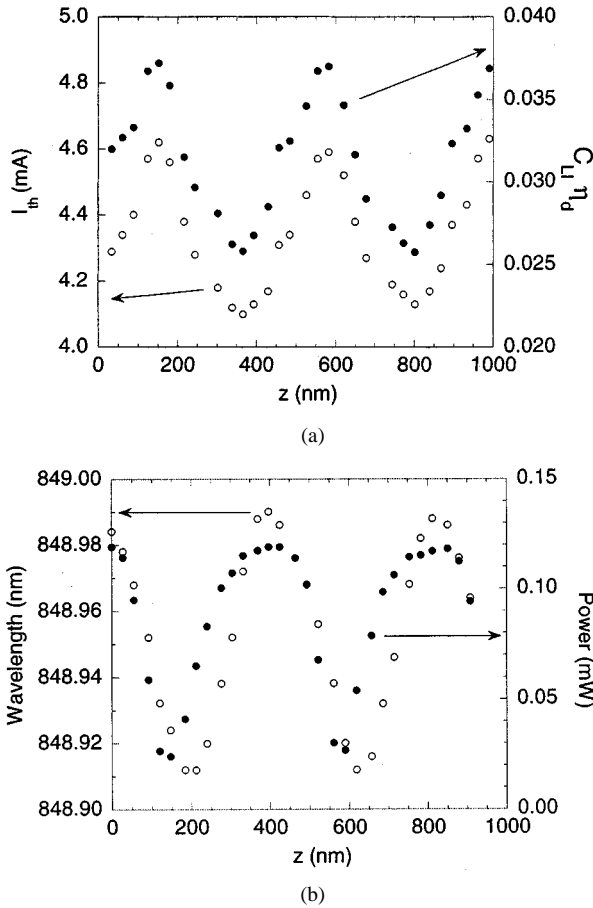 5.0
4.8
4.6
4.4
4.2
4.0
I_th (mA)
0.040
0.035
0.030
0.025
0.020
C_LI η_d
0 200 400 600 800 1000
z (nm)
(a)
849.00
848.98
848.96
848.94
848.92
848.90
Wavelength (nm)
0.15
0.10
0.05
0.00
Power (mW)
0 200 400 600 800 1000
z (nm)
(b)